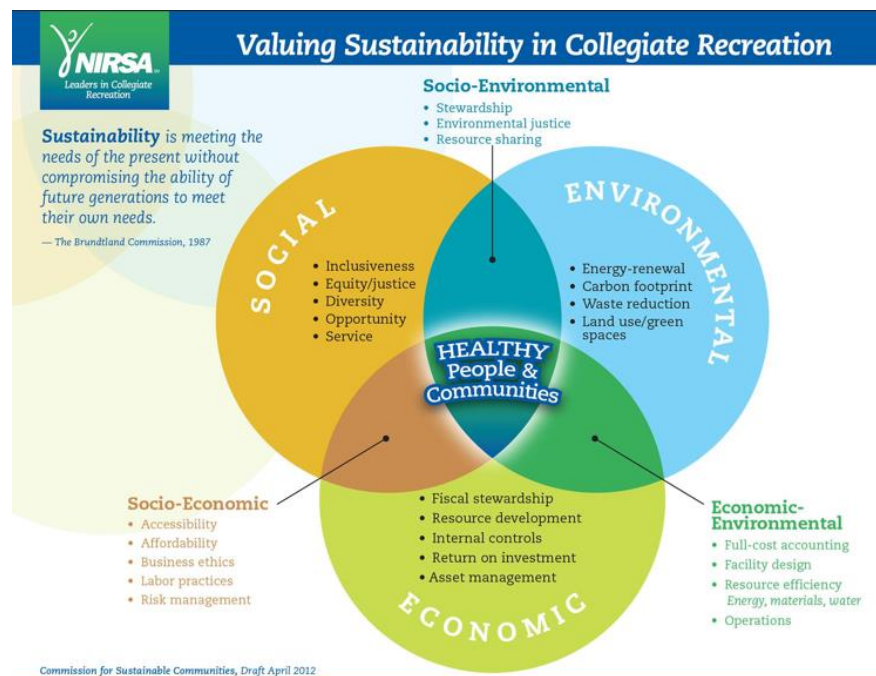 NIRSA
Leaders in Collegiate
Recreation
Valuing Sustainability in Collegiate Recreation
Sustainability is meeting the
needs of the present without
compromising the ability of
future generations to meet
their own needs.
— The Brundtland Commission, 1987
Socio-Environmental
• Stewardship
• Environmental justice
• Resource sharing
SOCIAL
• Inclusiveness
• Equity/justice
• Diversity
• Opportunity
• Service
ENVIRONMENTAL
• Energy-renewal
• Carbon footprint
• Waste reduction
• Land use/green
spaces
HEALTHY
People &
Communities
Socio-Economic
• Accessibility
• Affordability
• Business ethics
• Labor practices
• Risk management
• Fiscal stewardship
• Resource development
• Internal controls
• Return on investment
• Asset management
ECONOMIC
Economic-
Environmental
• Full-cost accounting
• Facility design
• Resource efficiency
Energy, materials, water
• Operations
Commission for Sustainable Communities, Draft April 2012